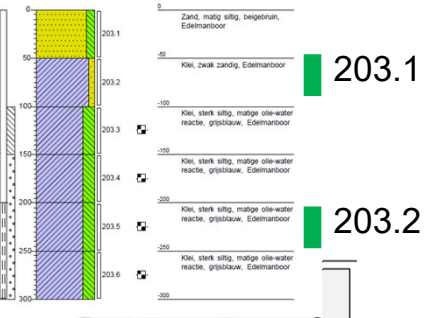 0
50
100
150
200
250
300
203.1
203.2
203.3
203.4
203.5
203.6
0
Zand, matig siltig, beigebruin,
Edelmanboor
-50
Klei, zwak zandig, Edelmanboor
-100
Klei, sterk siltig, matige olie-water
reactie, grijsblauw, Edelmanboor
-150
Klei, sterk siltig, matige olie-water
reactie, grijsblauw, Edelmanboor
-200
Klei, sterk siltig, matige olie-water
reactie, grijsblauw, Edelmanboor
-250
Klei, sterk siltig, matige olie-water
reactie, grijsblauw, Edelmanboor
-300
203.1
203.2